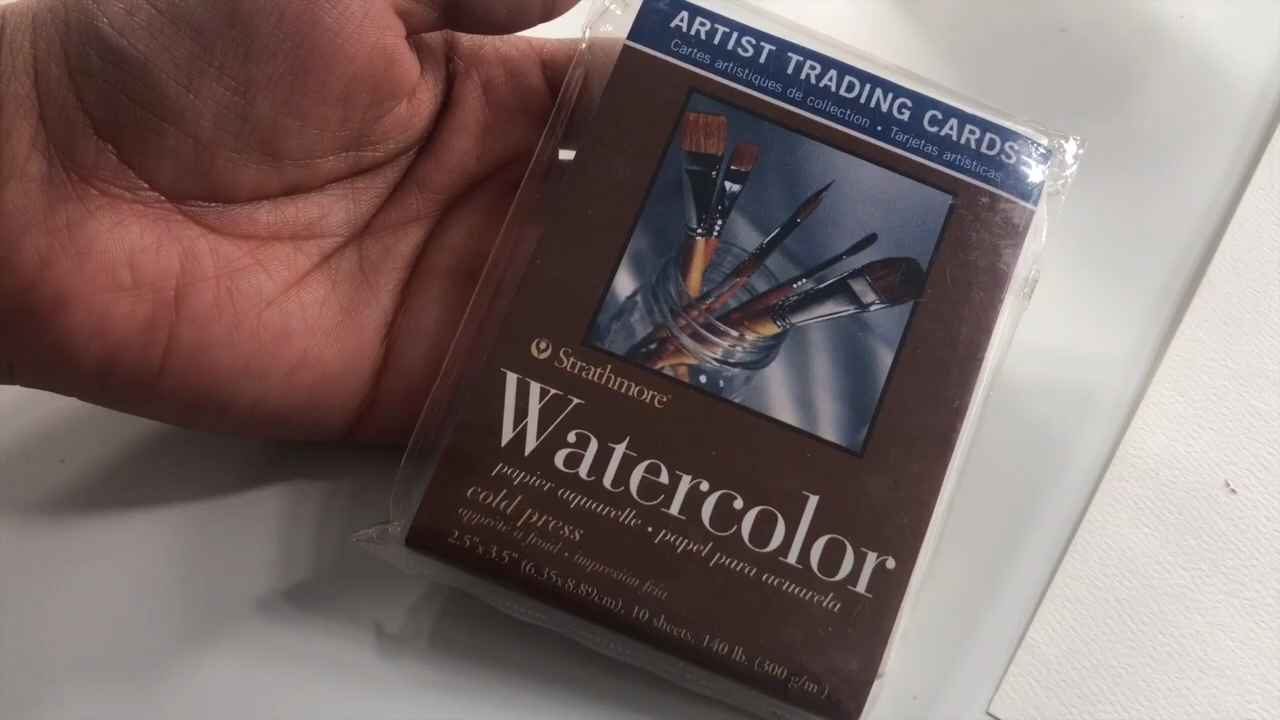 ARTIST TRADING CARDS
Cartes artistiques de collection • Tarjetas artísticas
Strathmore®
Watercolor
papier aquarelle • papel para acuarela
cold press
apprêté à froid • impresión fría
2.5"x3.5" (6.35x8.89cm), 10 sheets, 140 lb. (300 g/m²)